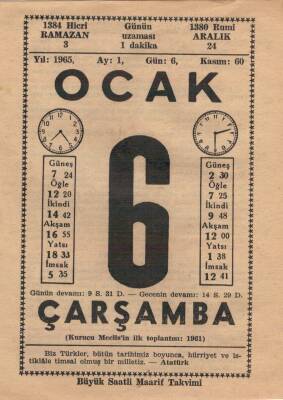 1384 Hicri
RAMAZAN
3
Günün
uzaması
1 dakika
1380 Rumi
ARALIK
24
Yıl: 1965, Ay: 1, Gün: 6, Kasım: 60
OCAK
6
Güneş
7 24
Öğle
12 20
İkindi
14 42
Akşam
16 55
Yatsı
18 33
İmsak
5 35
Güneş
2 30
Öğle
7 25
İkindi
9 48
Akşam
12 00
Yatsı
1 38
İmsak
12 41
Günün devamı: 9 S. 31 D. — Gecenin devamı: 14 S. 29 D.
ÇARŞAMBA
(Kurucu Meclis'in ilk toplantısı: 1961)
Biz Türkler, bütün tarihimiz boyunca, hürriyet ve is-
tiklâle timsal olmuş bir milletiz. — Atatürk
Büyük Saatli Maarif Takvimi